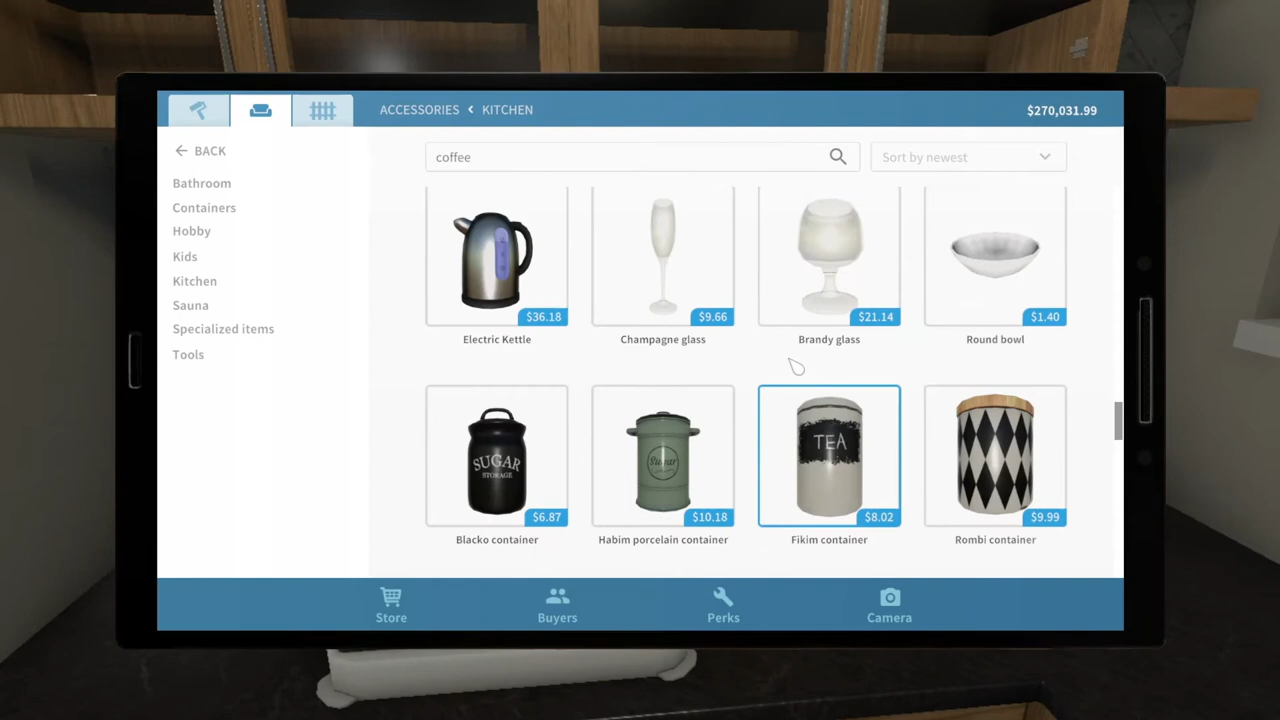 ACCESSORIES < KITCHEN
$270,031.99
BACK
coffee
Sort by newest
Bathroom
Containers
Hobby
Kids
Kitchen
Sauna
Specialized items
Tools
$36.18
$9.66
$21.14
$1.40
Electric Kettle
Champagne glass
Brandy glass
Round bowl
SUGAR
STORAGE
Sugar
TEA
$6.87
$10.18
$8.02
$9.99
Blacko container
Habim porcelain container
Fikim container
Rombi container
Store
Buyers
Perks
Camera